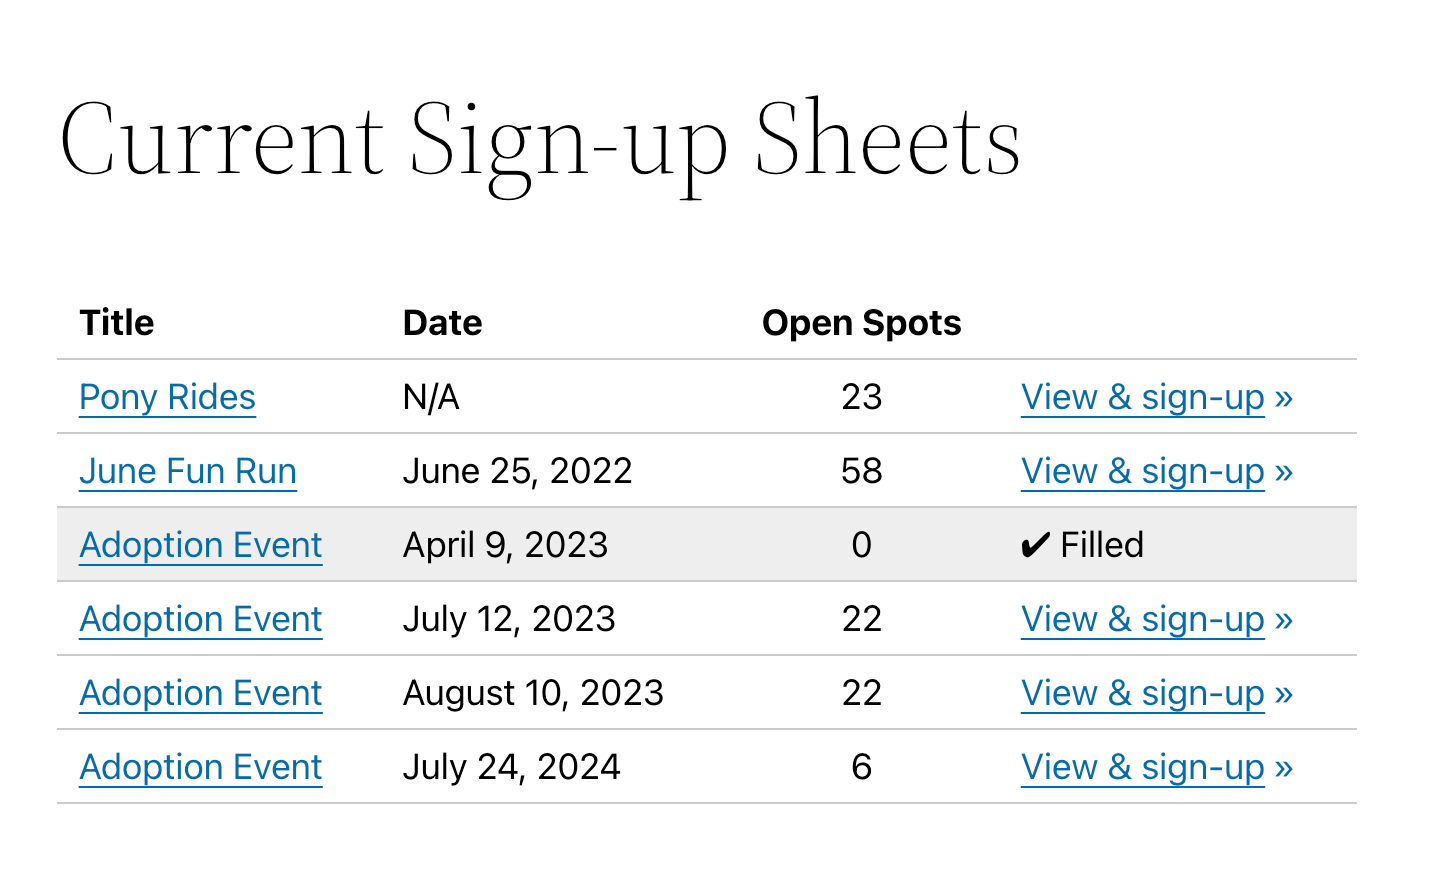 Current Sign-up Sheets
Title Date Open Spots
Pony Rides N/A 23 View & sign-up »
June Fun Run June 25, 2022 58 View & sign-up »
Adoption Event April 9, 2023 0 ✔ Filled
Adoption Event July 12, 2023 22 View & sign-up »
Adoption Event August 10, 2023 22 View & sign-up »
Adoption Event July 24, 2024 6 View & sign-up »